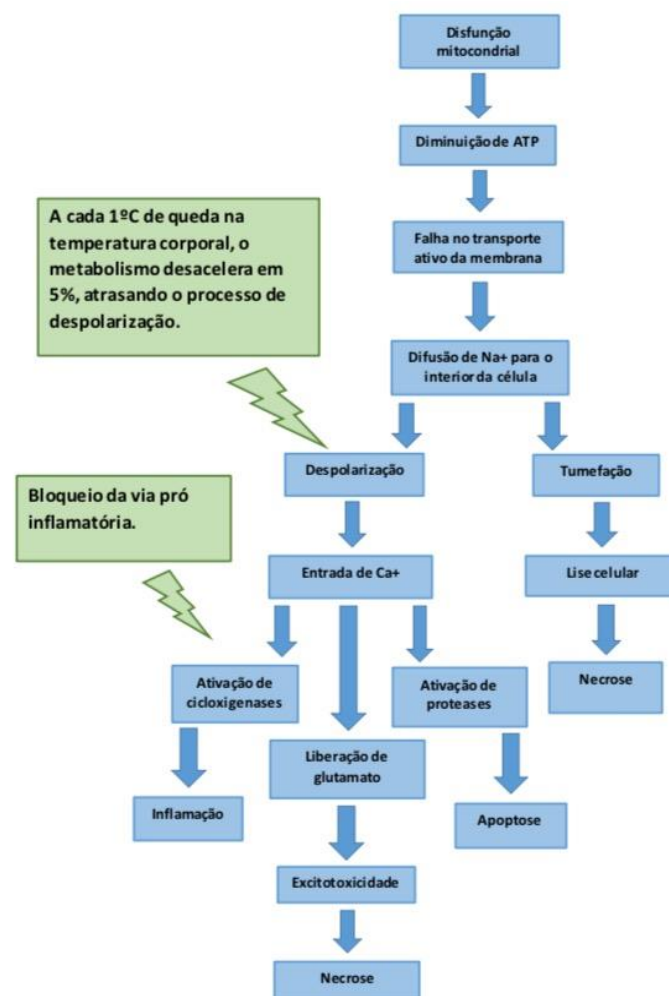 Disfunção
mitocondrial
Diminuição de ATP
A cada 1ºC de queda na
temperatura corporal, o
metabolismo desacelera em
5%, atrasando o processo de
despolarização.
Falha no transporte
ativo da membrana
Difusão de Na+ para o
interior da célula
Despolarização
Tumefação
Bloqueio da via pró
inflamatória.
Entrada de Ca+
Lise celular
Ativação de
cicloxigenases
Ativação de
proteases
Necrose
Liberação de
glutamato
Inflamação
Apoptose
Excitotoxicidade
Necrose